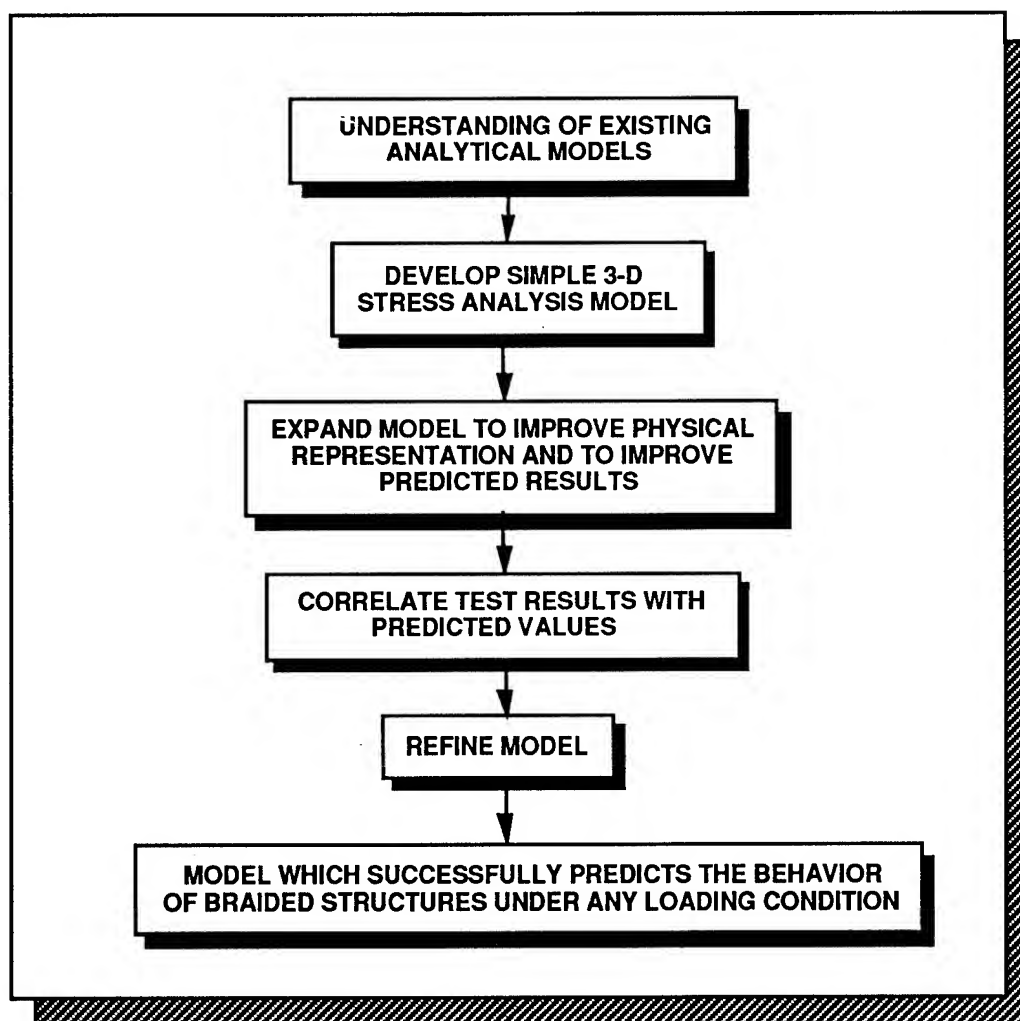 UNDERSTANDING OF EXISTING
ANALYTICAL MODELS
DEVELOP SIMPLE 3-D
STRESS ANALYSIS MODEL
EXPAND MODEL TO IMPROVE PHYSICAL
REPRESENTATION AND TO IMPROVE
PREDICTED RESULTS
CORRELATE TEST RESULTS WITH
PREDICTED VALUES
REFINE MODEL
MODEL WHICH SUCCESSFULLY PREDICTS THE BEHAVIOR
OF BRAIDED STRUCTURES UNDER ANY LOADING CONDITION